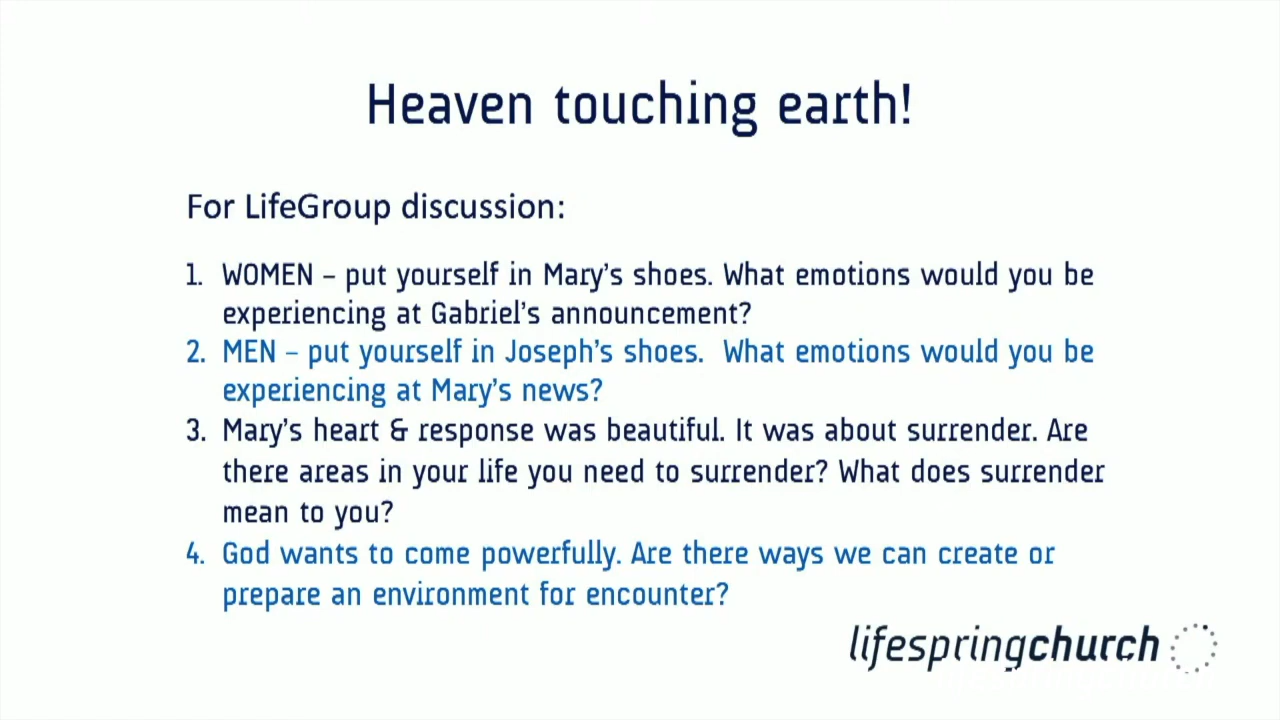 Heaven touching earth!
For LifeGroup discussion:
1. WOMEN – put yourself in Mary's shoes. What emotions would you be
experiencing at Gabriel's announcement?
2. MEN – put yourself in Joseph's shoes.  What emotions would you be
experiencing at Mary's news?
3. Mary's heart & response was beautiful. It was about surrender. Are
there areas in your life you need to surrender? What does surrender
mean to you?
4. God wants to come powerfully. Are there ways we can create or
prepare an environment for encounter?
lifespringchurch